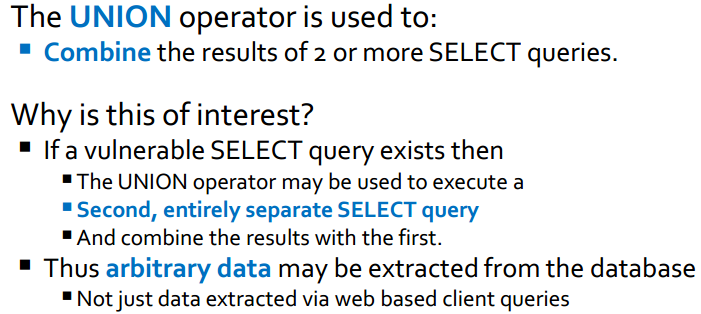 The UNION operator is used to:
Combine the results of 2 or more SELECT queries.
Why is this of interest?
If a vulnerable SELECT query exists then
The UNION operator may be used to execute a
Second, entirely separate SELECT query
And combine the results with the first.
Thus arbitrary data may be extracted from the database
Not just data extracted via web based client queries